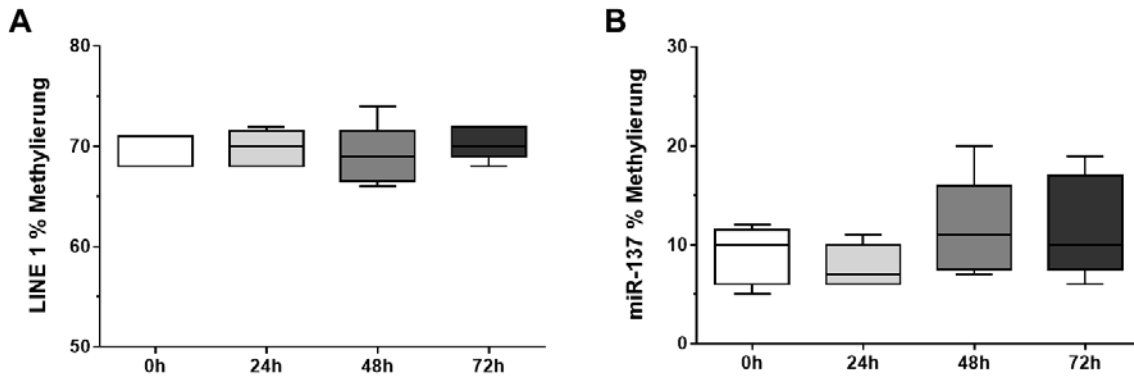 A
LINE 1 % Methylierung
80
70
60
50
0h 24h 48h 72h
B
miR-137 % Methylierung
30
20
10
0
0h 24h 48h 72h